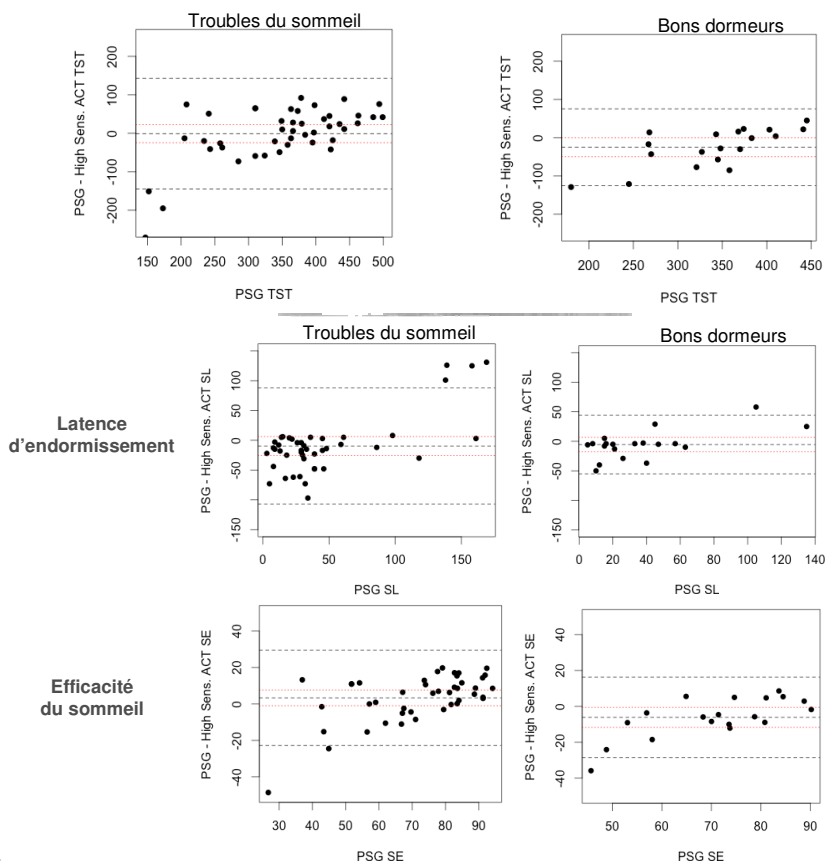 Troubles du sommeil
Bons dormeurs
PSG - High Sens. ACT TST
-200 -100 0 100 200
150 200 250 300 350 400 450 500
PSG TST
PSG - High Sens. ACT TST
-200 -100 0 100 200
200 250 300 350 400 450
PSG TST
Troubles du sommeil
Bons dormeurs
Latence
d'endormissement
PSG - High Sens. ACT SL
-150 -50 0 50 100
0 50 100 150
PSG SL
PSG - High Sens. ACT SL
-150 -50 0 50 100
0 20 40 60 80 100 120 140
PSG SL
Efficacité
du sommeil
PSG - High Sens. ACT SE
-40 -20 0 20 40
30 40 50 60 70 80 90
PSG SE
PSG - High Sens. ACT SE
-40 -20 0 20 40
50 60 70 80 90
PSG SE